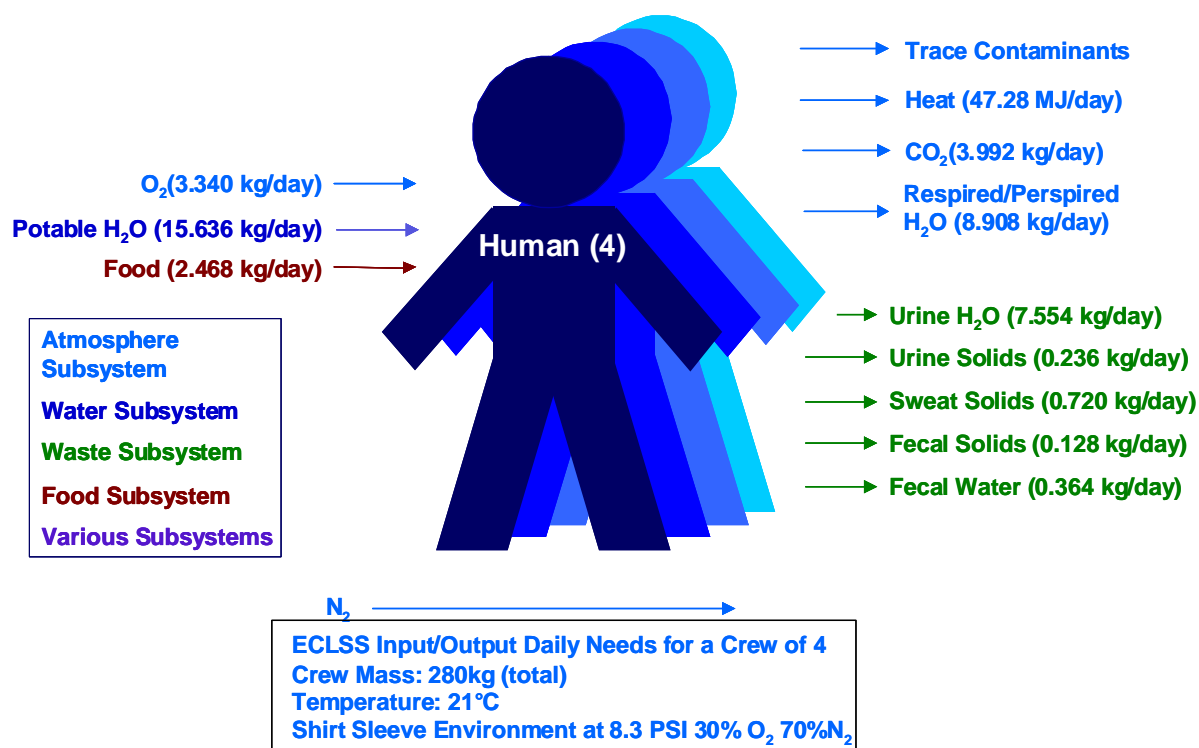 O₂(3.340 kg/day)
Potable H₂O (15.636 kg/day)
Food (2.468 kg/day)
Human (4)
Trace Contaminants
Heat (47.28 MJ/day)
CO₂(3.992 kg/day)
Respired/Perspired
H₂O (8.908 kg/day)
Urine H₂O (7.554 kg/day)
Urine Solids (0.236 kg/day)
Sweat Solids (0.720 kg/day)
Fecal Solids (0.128 kg/day)
Fecal Water (0.364 kg/day)
Atmosphere
Subsystem
Water Subsystem
Waste Subsystem
Food Subsystem
Various Subsystems
N₂
ECLSS Input/Output Daily Needs for a Crew of 4
Crew Mass: 280kg (total)
Temperature: 21°C
Shirt Sleeve Environment at 8.3 PSI 30% O₂ 70%N₂